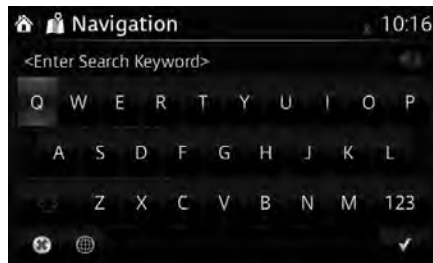 Navigation 10:16
<Enter Search Keyword>
Q W E R T Y U I O P
A S D F G H J K L
Z X C V B N M 123